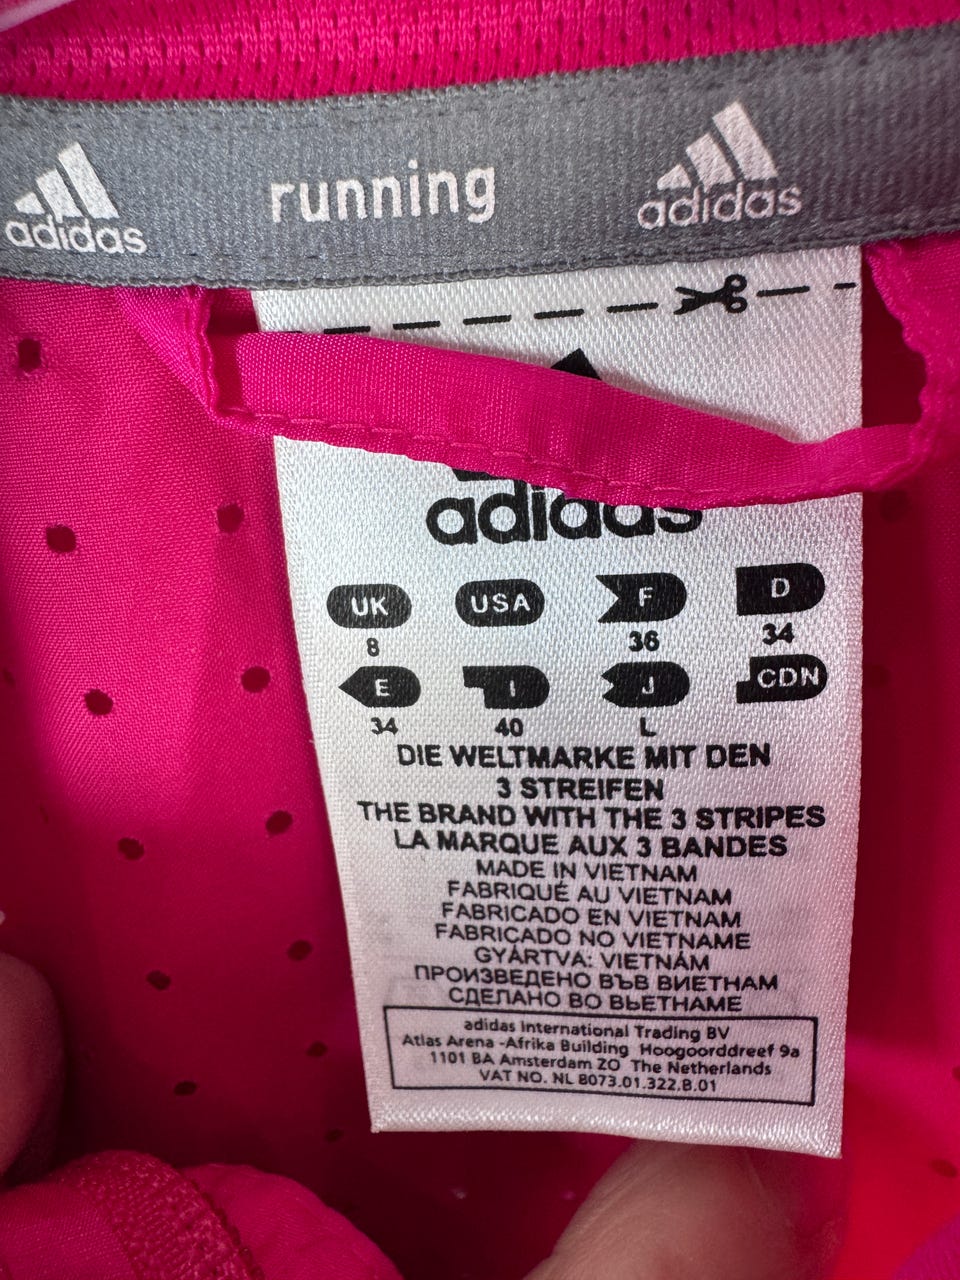 adidas
running
adidas
adidas
UK USA F D
8 36 34
E I J CDN
34 40 L
DIE WELTMARKE MIT DEN
3 STREIFEN
THE BRAND WITH THE 3 STRIPES
LA MARQUE AUX 3 BANDES
MADE IN VIETNAM
FABRIQUÉ AU VIETNAM
FABRICADO EN VIETNAM
FABRICADO NO VIETNAME
GYÁRTVA: VIETNÁM
ПРОИЗВЕДЕНО ВЪВ ВИЕТНАМ
СДЕЛАНО ВО ВЬЕТНАМЕ
adidas International Trading BV
Atlas Arena -Afrika Building Hoogoorddreef 9a
1101 BA Amsterdam ZO The Netherlands
VAT NO. NL 8073.01.322.B.01